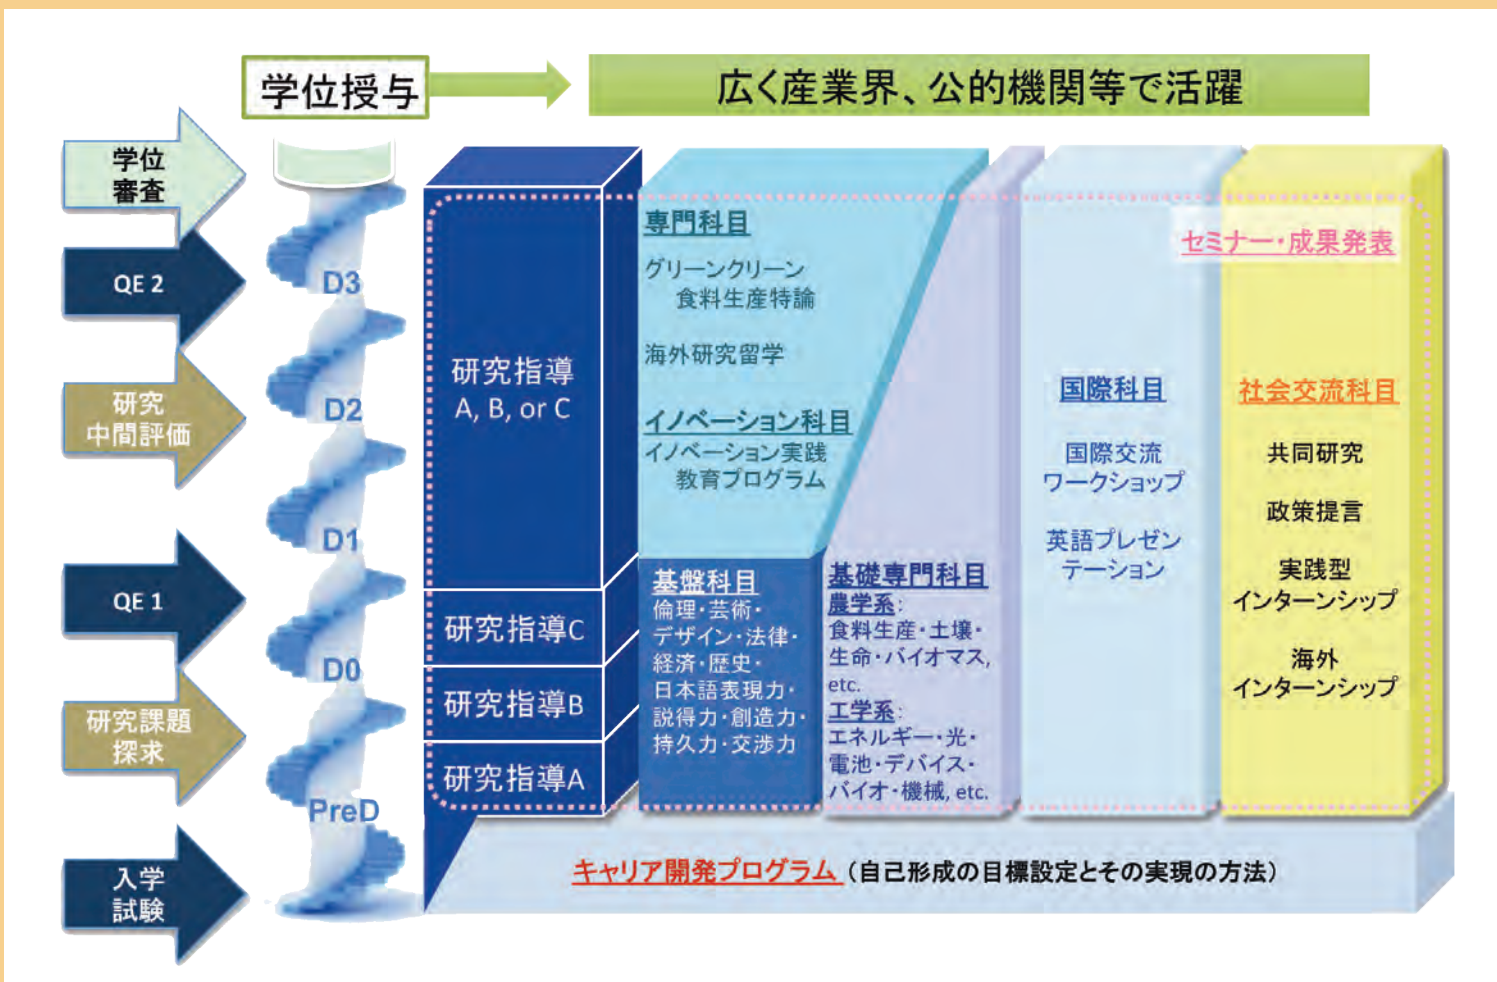 学位授与
広く産業界、公的機関等で活躍
学位
審査
QE 2
研究
中間評価
QE 1
研究課題
探求
入学
試験
D3
D2
D1
D0
PreD
研究指導
A, B, or C
研究指導C
研究指導B
研究指導A
専門科目
グリーンクリーン
食料生産特論
海外研究留学
イノベーション科目
イノベーション実践
教育プログラム
基盤科目
倫理・芸術・
デザイン・法律・
経済・歴史・
日本語表現力・
説得力・創造力・
持久力・交渉力
基礎専門科目
農学系:
食料生産・土壌・
生命・バイオマス,
etc.
工学系:
エネルギー・光・
電池・デバイス・
バイオ・機械, etc.
国際科目
国際交流
ワークショップ
英語プレゼン
テーション
セミナー・成果発表
社会交流科目
共同研究
政策提言
実践型
インターンシップ
海外
インターンシップ
キャリア開発プログラム (自己形成の目標設定とその実現の方法)